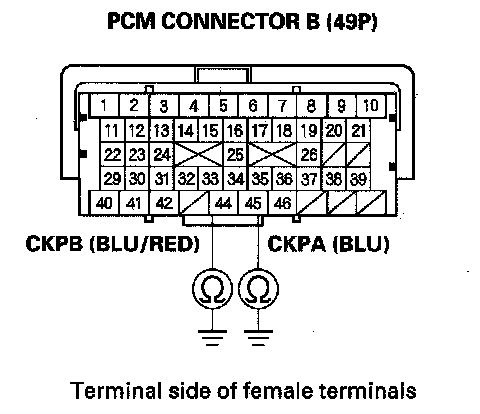 PCM CONNECTOR B (49P)
1 2 3 4 5 6 7 8 9 10
11 12 13 14 15 16 17 18 19 20 21
22 23 24 25 26
29 30 31 32 33 34 35 36 37 38 39
40 41 42 44 45 46
CKPB (BLU/RED) CKPA (BLU)
Ω Ω
Terminal side of female terminals